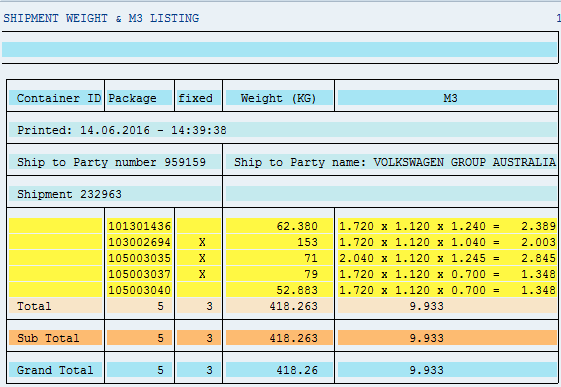 SHIPMENT WEIGHT & M3 LISTING 1
Container ID Package fixed Weight (KG) M3
Printed: 14.06.2016 - 14:39:38
Ship to Party number 959159 Ship to Party name: VOLKSWAGEN GROUP AUSTRALIA
Shipment 232963
101301436 62.380 1.720 x 1.120 x 1.240 = 2.389
103002694 X 153 1.720 x 1.120 x 1.040 = 2.003
105003035 X 71 2.040 x 1.120 x 1.245 = 2.845
105003037 X 79 1.720 x 1.120 x 0.700 = 1.348
105003040 52.883 1.720 x 1.120 x 0.700 = 1.348
Total 5 3 418.263 9.933
Sub Total 5 3 418.263 9.933
Grand Total 5 3 418.26 9.933